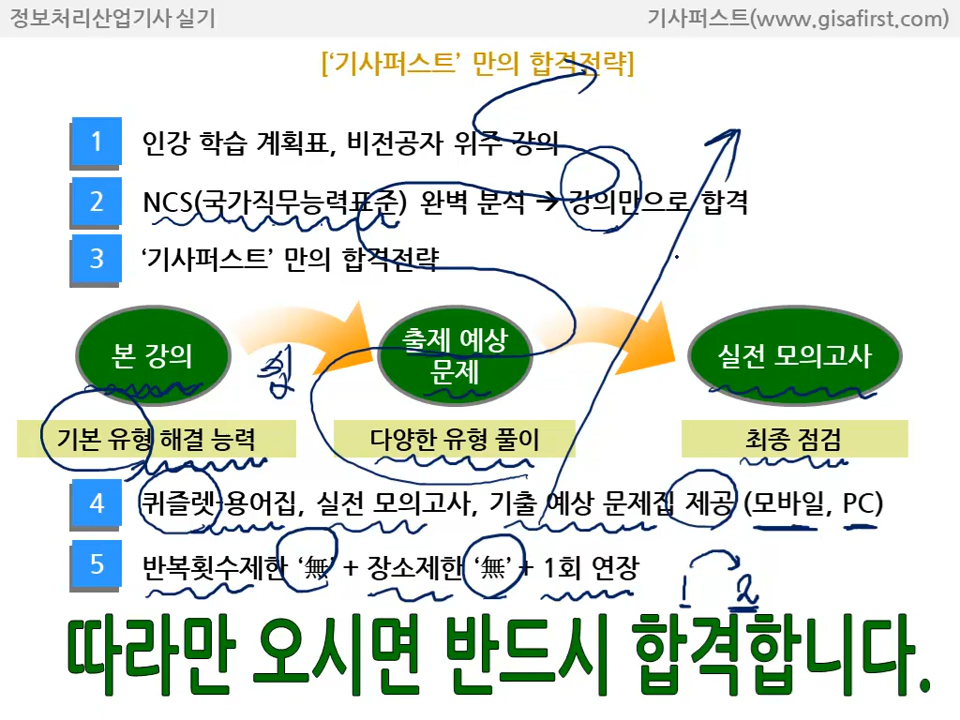 정보처리산업기사 실기
기사퍼스트(www.gisafirst.com)
[‘기사퍼스트’ 만의 합격전략]
1 인강 학습 계획표, 비전공자 위주 강의
2 NCS(국가직무능력표준) 완벽 분석 → 강의만으로 합격
3 ‘기사퍼스트’ 만의 합격전략
본 강의
힘
출제 예상
문제
실전 모의고사
기본 유형 해결 능력
다양한 유형 풀이
최종 점검
4 퀴즐렛-용어집, 실전 모의고사, 기출 예상 문제집 제공 (모바일, PC)
5 반복횟수제한 ‘無’ + 장소제한 ‘無’ + 1회 연장
1 2
따라만 오시면 반드시 합격합니다.